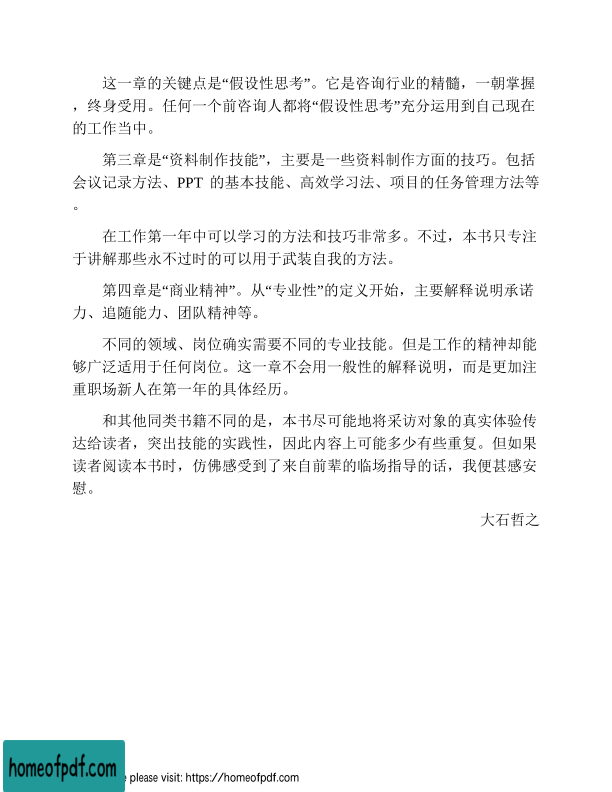 这一章的关键点是“假设性思考”。它是咨询行业的精髓，一朝掌握
，终身受用。任何一个前咨询人都将“假设性思考”充分运用到自己现在
的工作当中。
第三章是“资料制作技能”，主要是一些资料制作方面的技巧。包括
会议记录方法、PPT 的基本技能、高效学习法、项目的任务管理方法等
。
在工作第一年中可以学习的方法和技巧非常多。不过，本书只专注
于讲解那些永不过时的可以用于武装自我的方法。
第四章是“商业精神”。从“专业性”的定义开始，主要解释说明承诺
力、追随能力、团队精神等。
不同的领域、岗位确实需要不同的专业技能。但是工作的精神却能
够广泛适用于任何岗位。这一章不会用一般性的解释说明，而是更加注
重职场新人在第一年的具体经历。
和其他同类书籍不同的是，本书尽可能地将采访对象的真实体验传
达给读者，突出技能的实践性，因此内容上可能多少有些重复。但如果
读者阅读本书时，仿佛感受到了来自前辈的临场指导的话，我便甚感安
慰。
大石哲之
homeofpdf.com
e please visit: https://homeofpdf.com